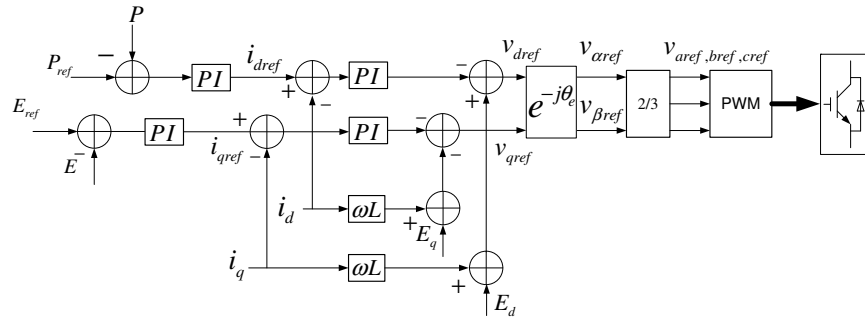 P
−
P_ref
PI
i_dref
+
−
PI
−
+
v_dref
v_αref
v_aref,bref,cref
E_ref
−
E
PI
i_qref
+
−
PI
−
−
v_qref
e^{-jθ_e}
v_βref
2/3
PWM
i_d
ωL
+
E_q
i_q
ωL
+
E_d